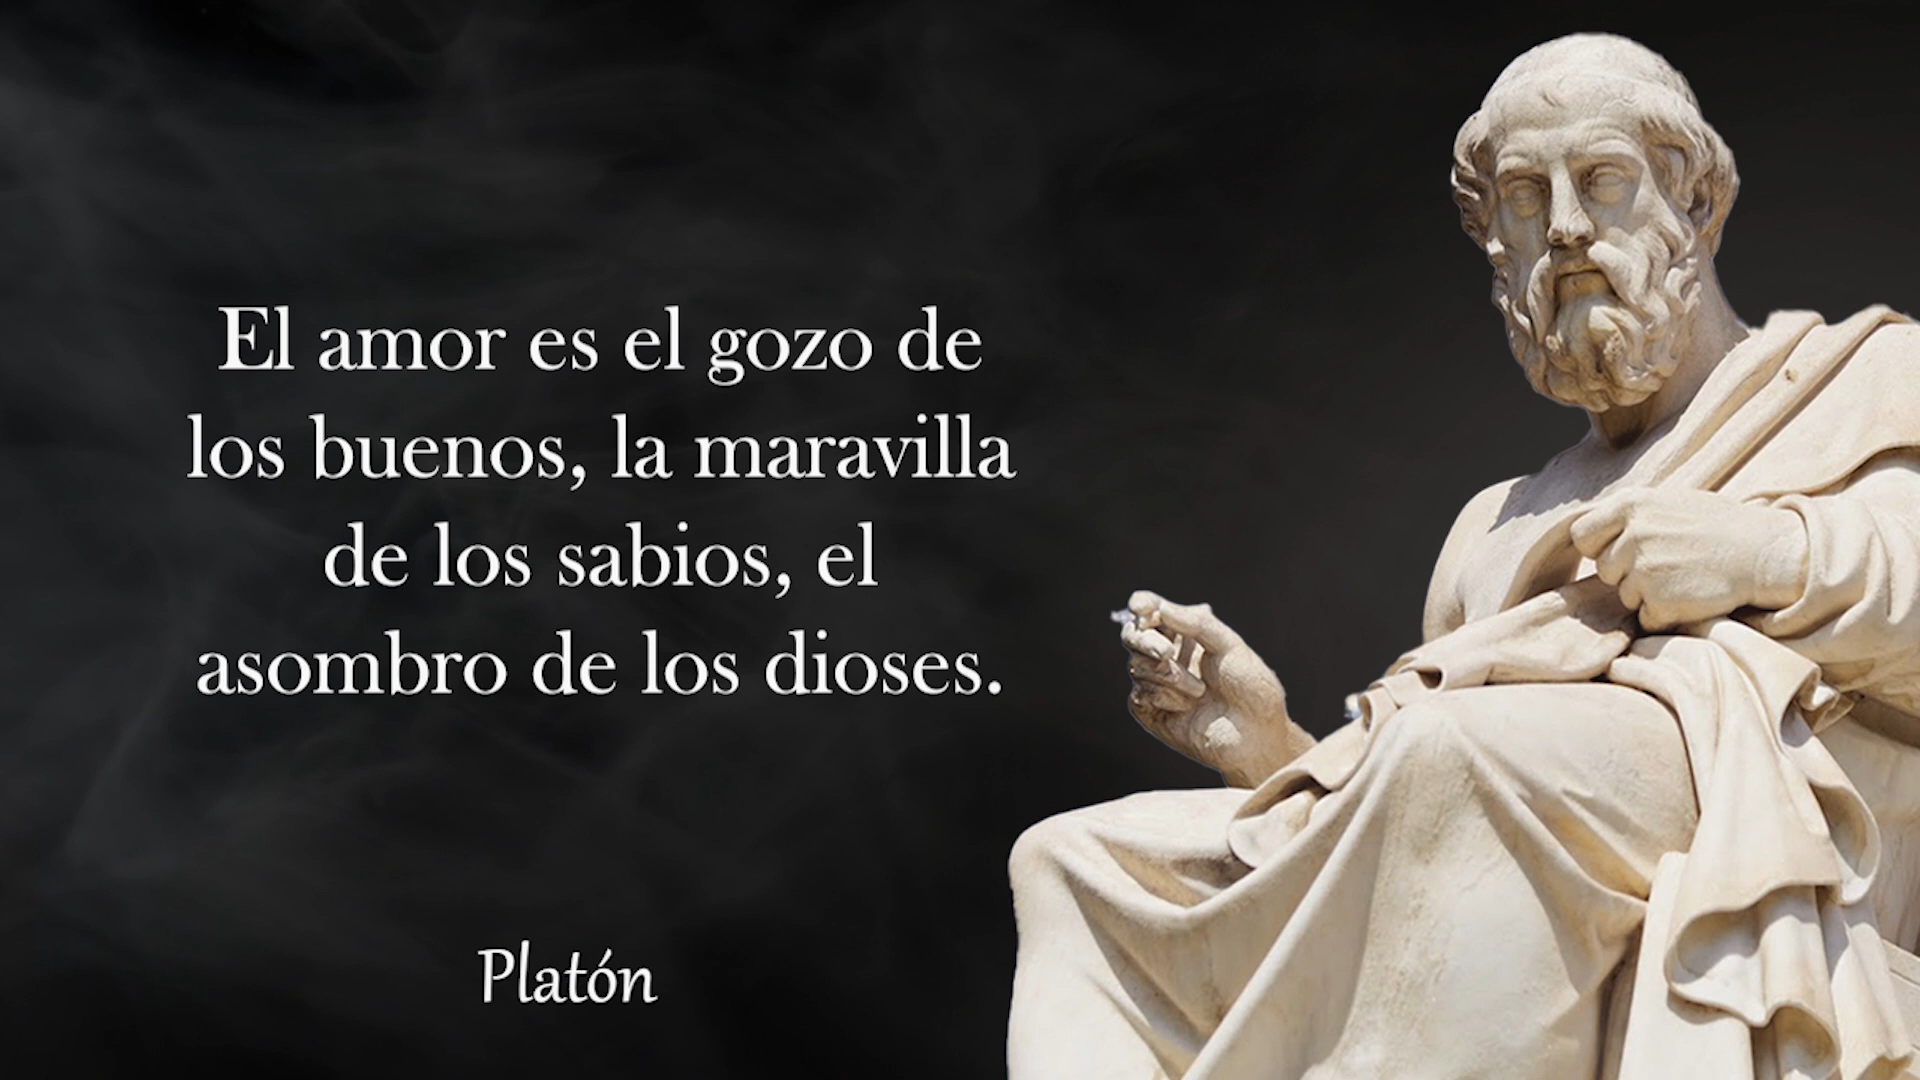 El amor es el gozo de
los buenos, la maravilla
de los sabios, el
asombro de los dioses.
Platón